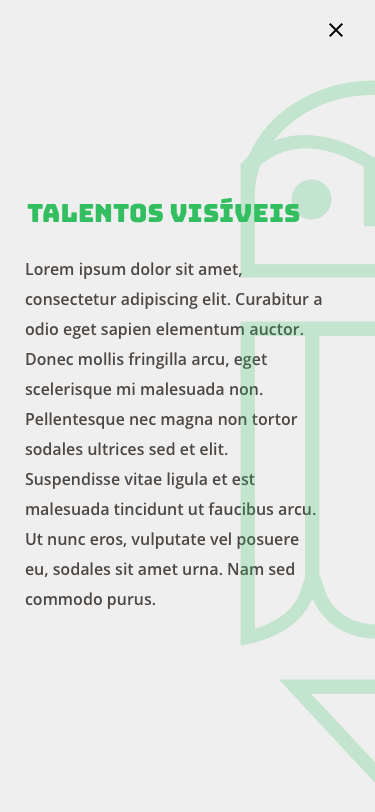 TALENTOS VISÍVEIS
Lorem ipsum dolor sit amet,
consectetur adipiscing elit. Curabitur a
odio eget sapien elementum auctor.
Donec mollis fringilla arcu, eget
scelerisque mi malesuada non.
Pellentesque nec magna non tortor
sodales ultrices sed et elit.
Suspendisse vitae ligula et est
malesuada tincidunt ut faucibus arcu.
Ut nunc eros, vulputate vel posuere
eu, sodales sit amet urna. Nam sed
commodo purus.